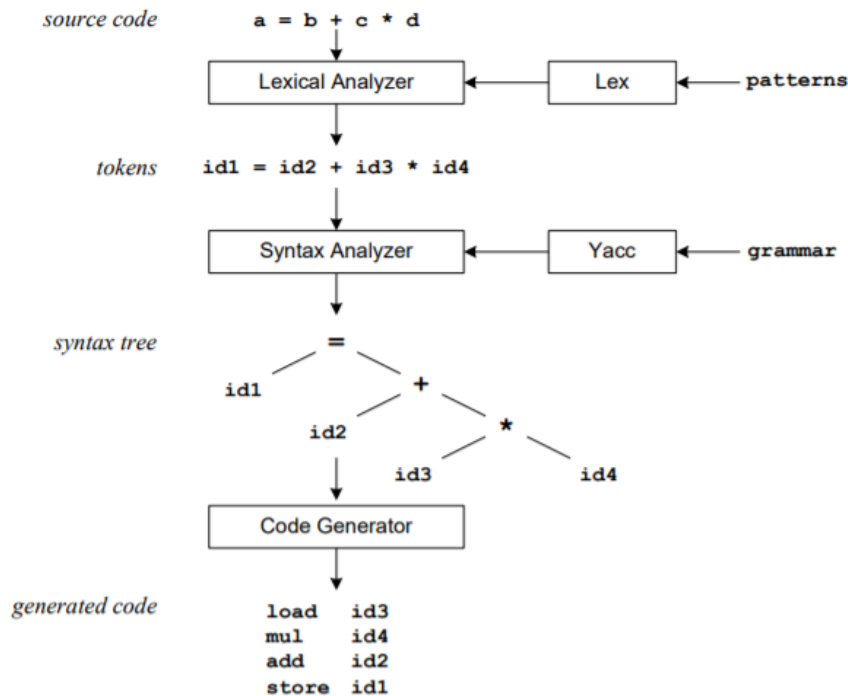 source code a = b + c * d
Lexical Analyzer Lex patterns
tokens id1 = id2 + id3 * id4
Syntax Analyzer Yacc grammar
syntax tree =
id1 +
id2 *
id3 id4
Code Generator
generated code load id3
mul id4
add id2
store id1